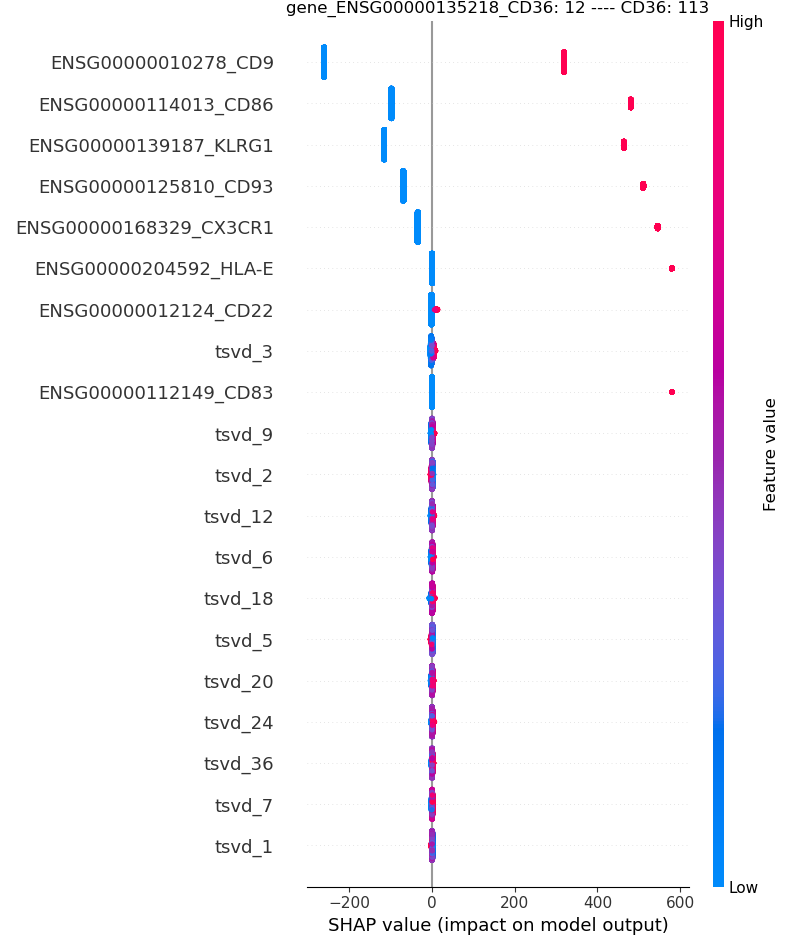 gene_ENSG00000135218_CD36: 12 ---- CD36: 113
High
ENSG00000010278_CD9
ENSG00000114013_CD86
ENSG00000139187_KLRG1
ENSG00000125810_CD93
ENSG00000168329_CX3CR1
ENSG00000204592_HLA-E
ENSG00000012124_CD22
tsvd_3
ENSG00000112149_CD83
tsvd_9
tsvd_2
tsvd_12
tsvd_6
tsvd_18
tsvd_5
tsvd_20
tsvd_24
tsvd_36
tsvd_7
tsvd_1
Feature value
Low
−200 0 200 400 600
SHAP value (impact on model output)